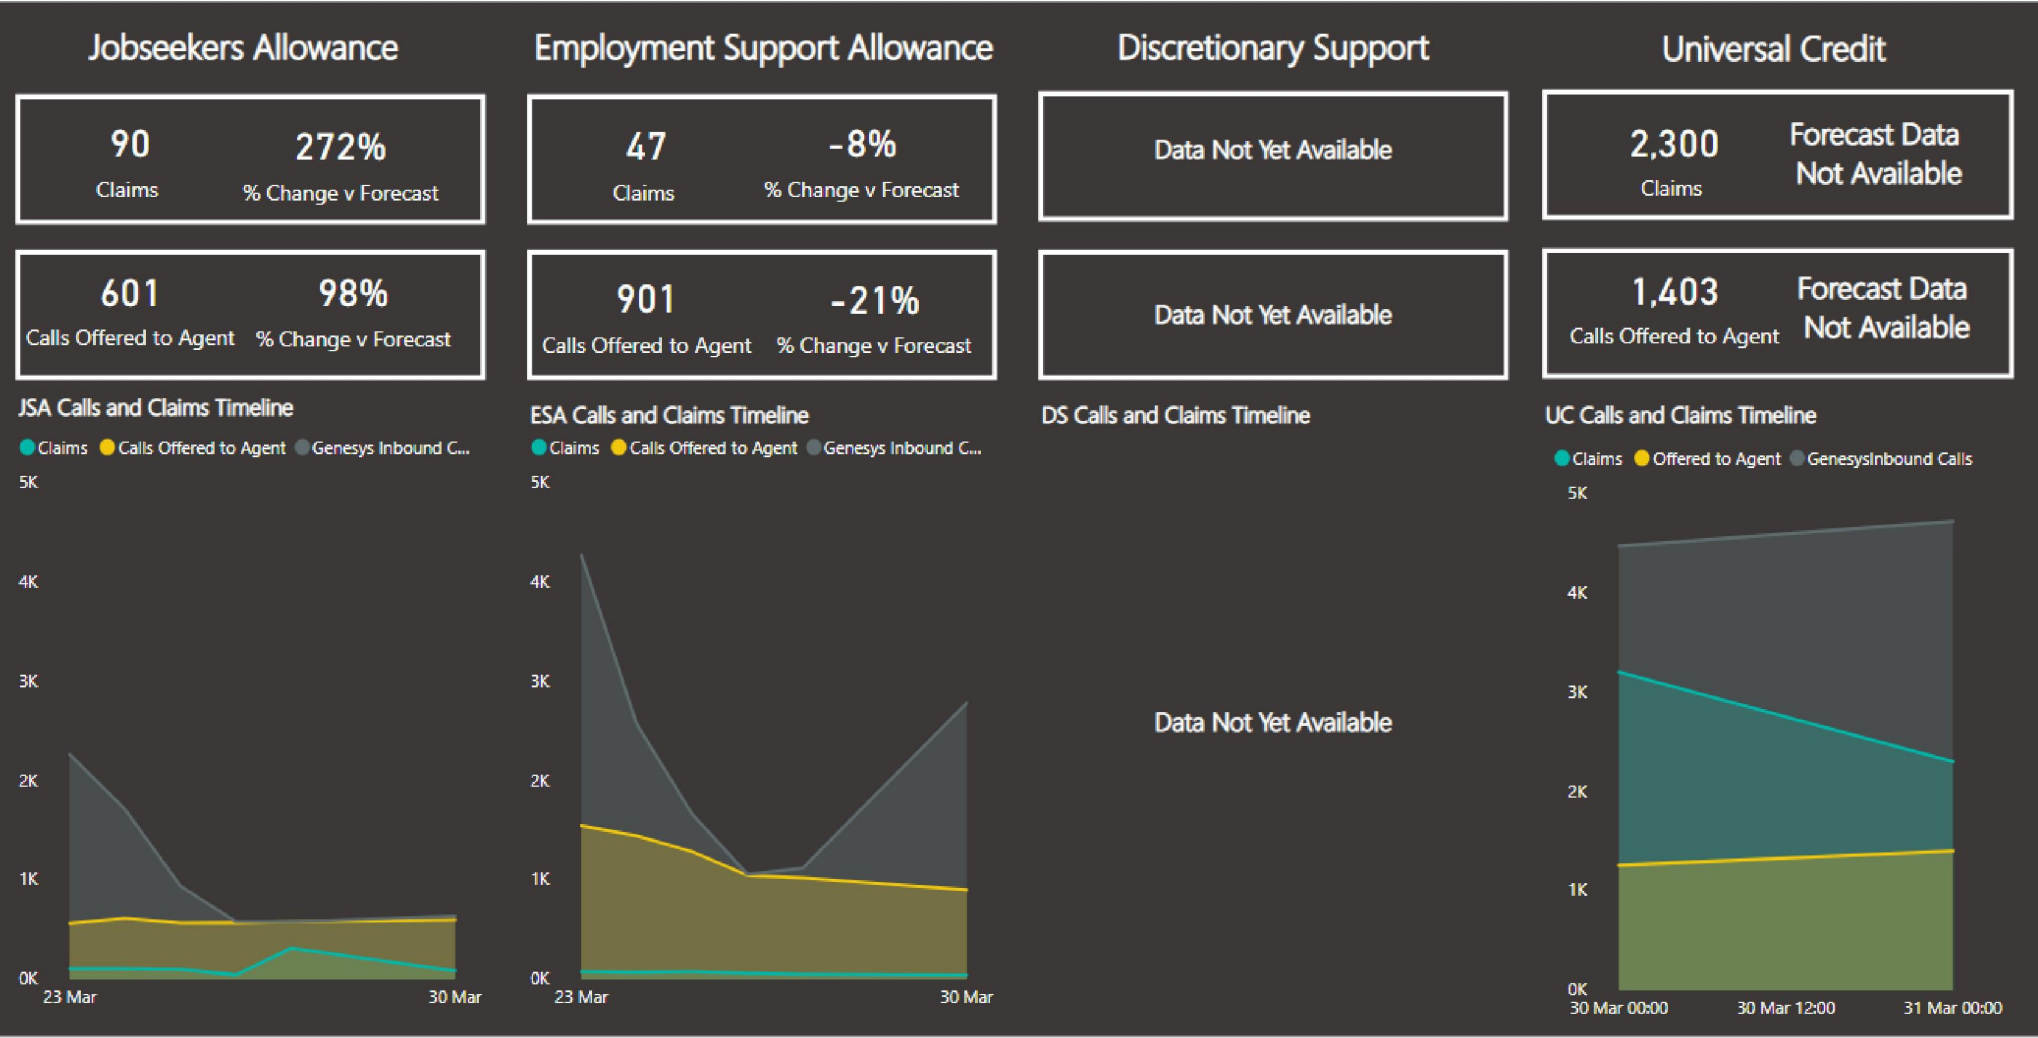 Jobseekers Allowance
90
Claims
272%
% Change v Forecast
601
Calls Offered to Agent
98%
% Change v Forecast
JSA Calls and Claims Timeline
Claims Calls Offered to Agent Genesys Inbound C...
5K
4K
3K
2K
1K
0K
23 Mar 30 Mar
Employment Support Allowance
47
Claims
-8%
% Change v Forecast
901
Calls Offered to Agent
-21%
% Change v Forecast
ESA Calls and Claims Timeline
Claims Calls Offered to Agent Genesys Inbound C...
5K
4K
3K
2K
1K
0K
23 Mar 30 Mar
Discretionary Support
Data Not Yet Available
Data Not Yet Available
DS Calls and Claims Timeline
Data Not Yet Available
Universal Credit
2,300
Claims
Forecast Data
Not Available
1,403
Calls Offered to Agent
Forecast Data
Not Available
UC Calls and Claims Timeline
Claims Offered to Agent GenesysInbound Calls
5K
4K
3K
2K
1K
0K
30 Mar 00:00 30 Mar 12:00 31 Mar 00:00